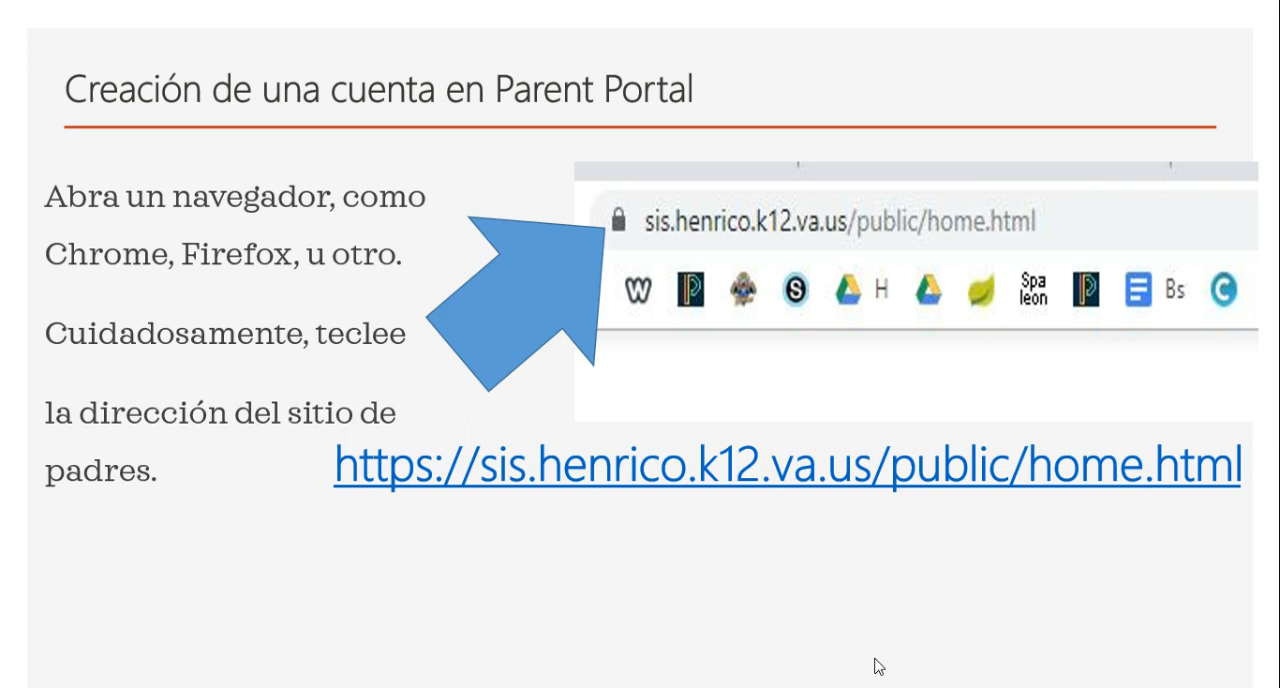 Creación de una cuenta en Parent Portal
Abra un navegador, como
Chrome, Firefox, u otro.
Cuidadosamente, teclee
la dirección del sitio de
padres.
sis.henrico.k12.va.us/public/home.html
H
Spa
leon
Bs
https://sis.henrico.k12.va.us/public/home.html